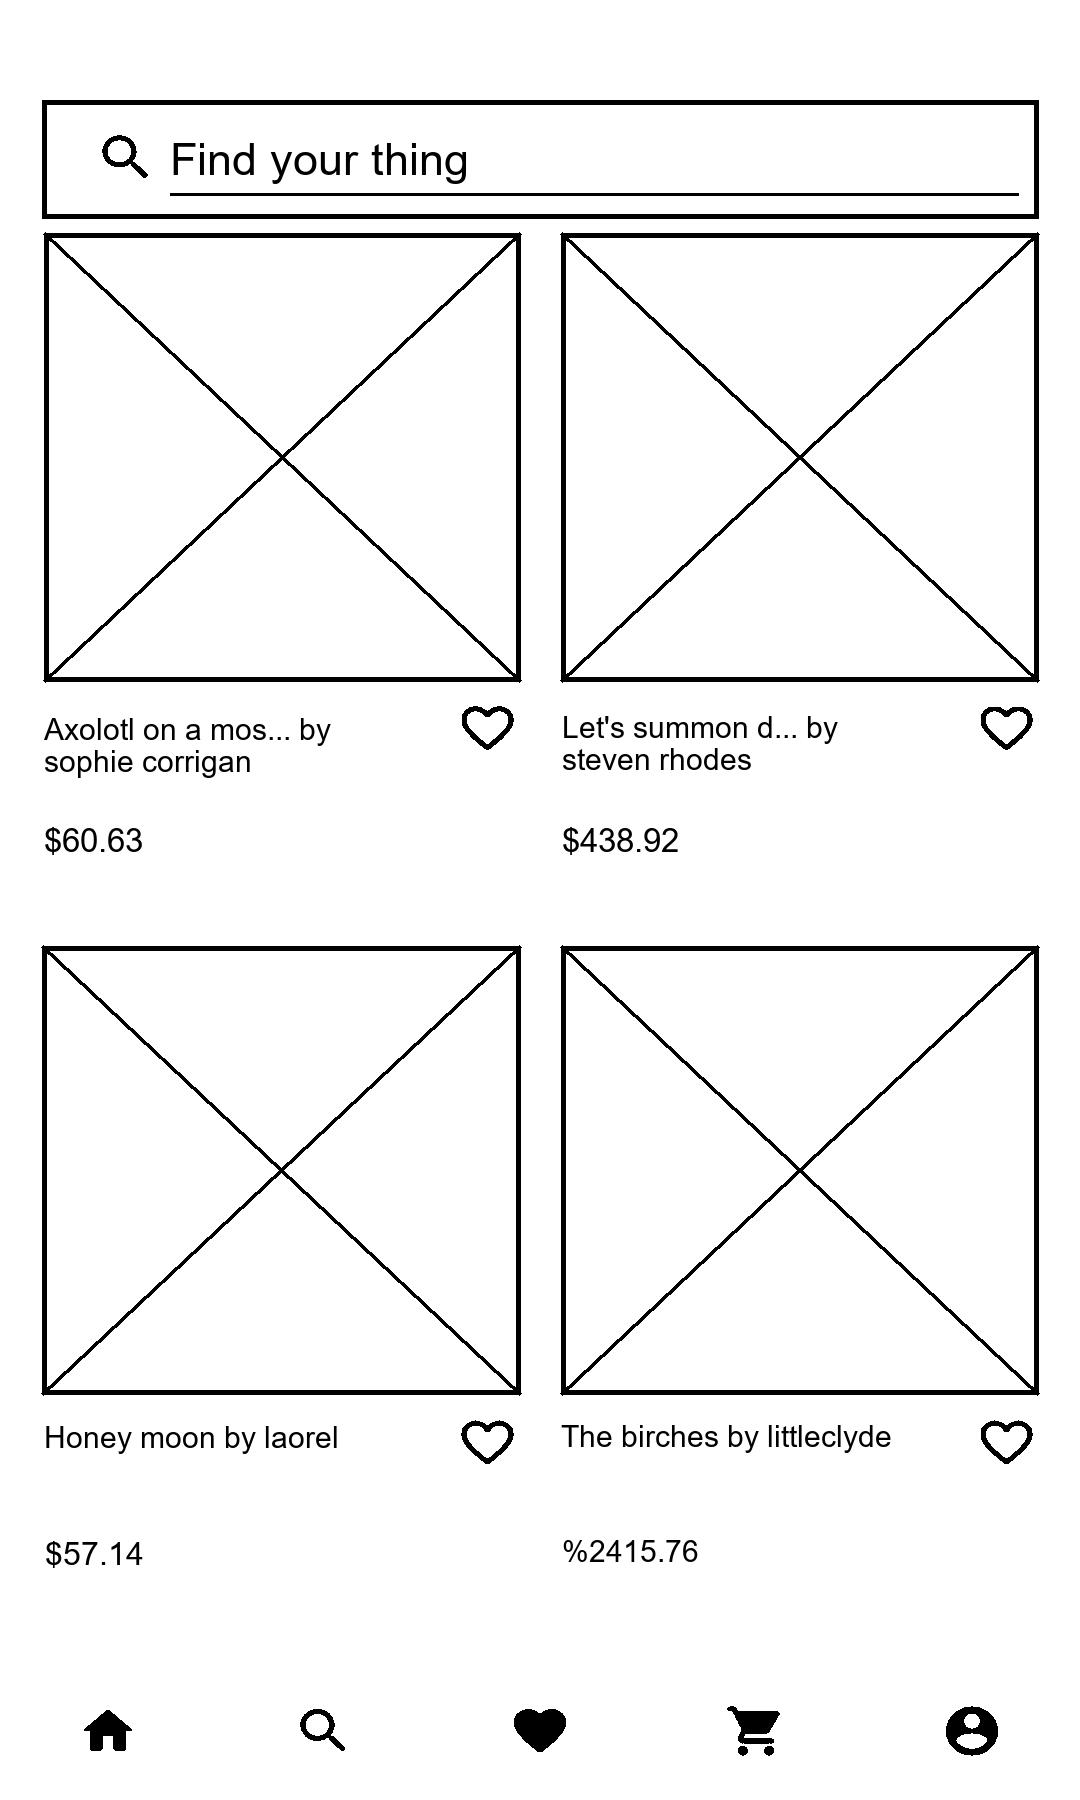 Find your thing
Axolotl on a mos... by
sophie corrigan
$60.63
Let's summon d... by
steven rhodes
$438.92
Honey moon by laorel
$57.14
The birches by littleclyde
%2415.76